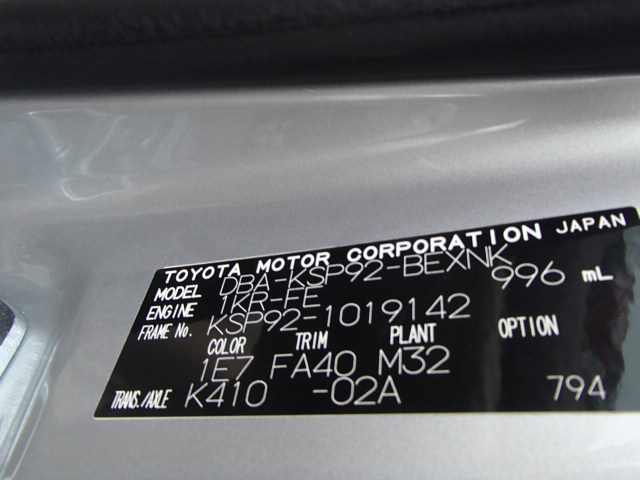 TOYOTA MOTOR CORPORATION JAPAN
MODEL DBA-KSP92-BEXNK
ENGINE 1KR-FE 996 mL
FRAME No. KSP92-1019142
COLOR TRIM PLANT OPTION
1E7 FA40 M32
TRANS./AXLE K410 -02A 794